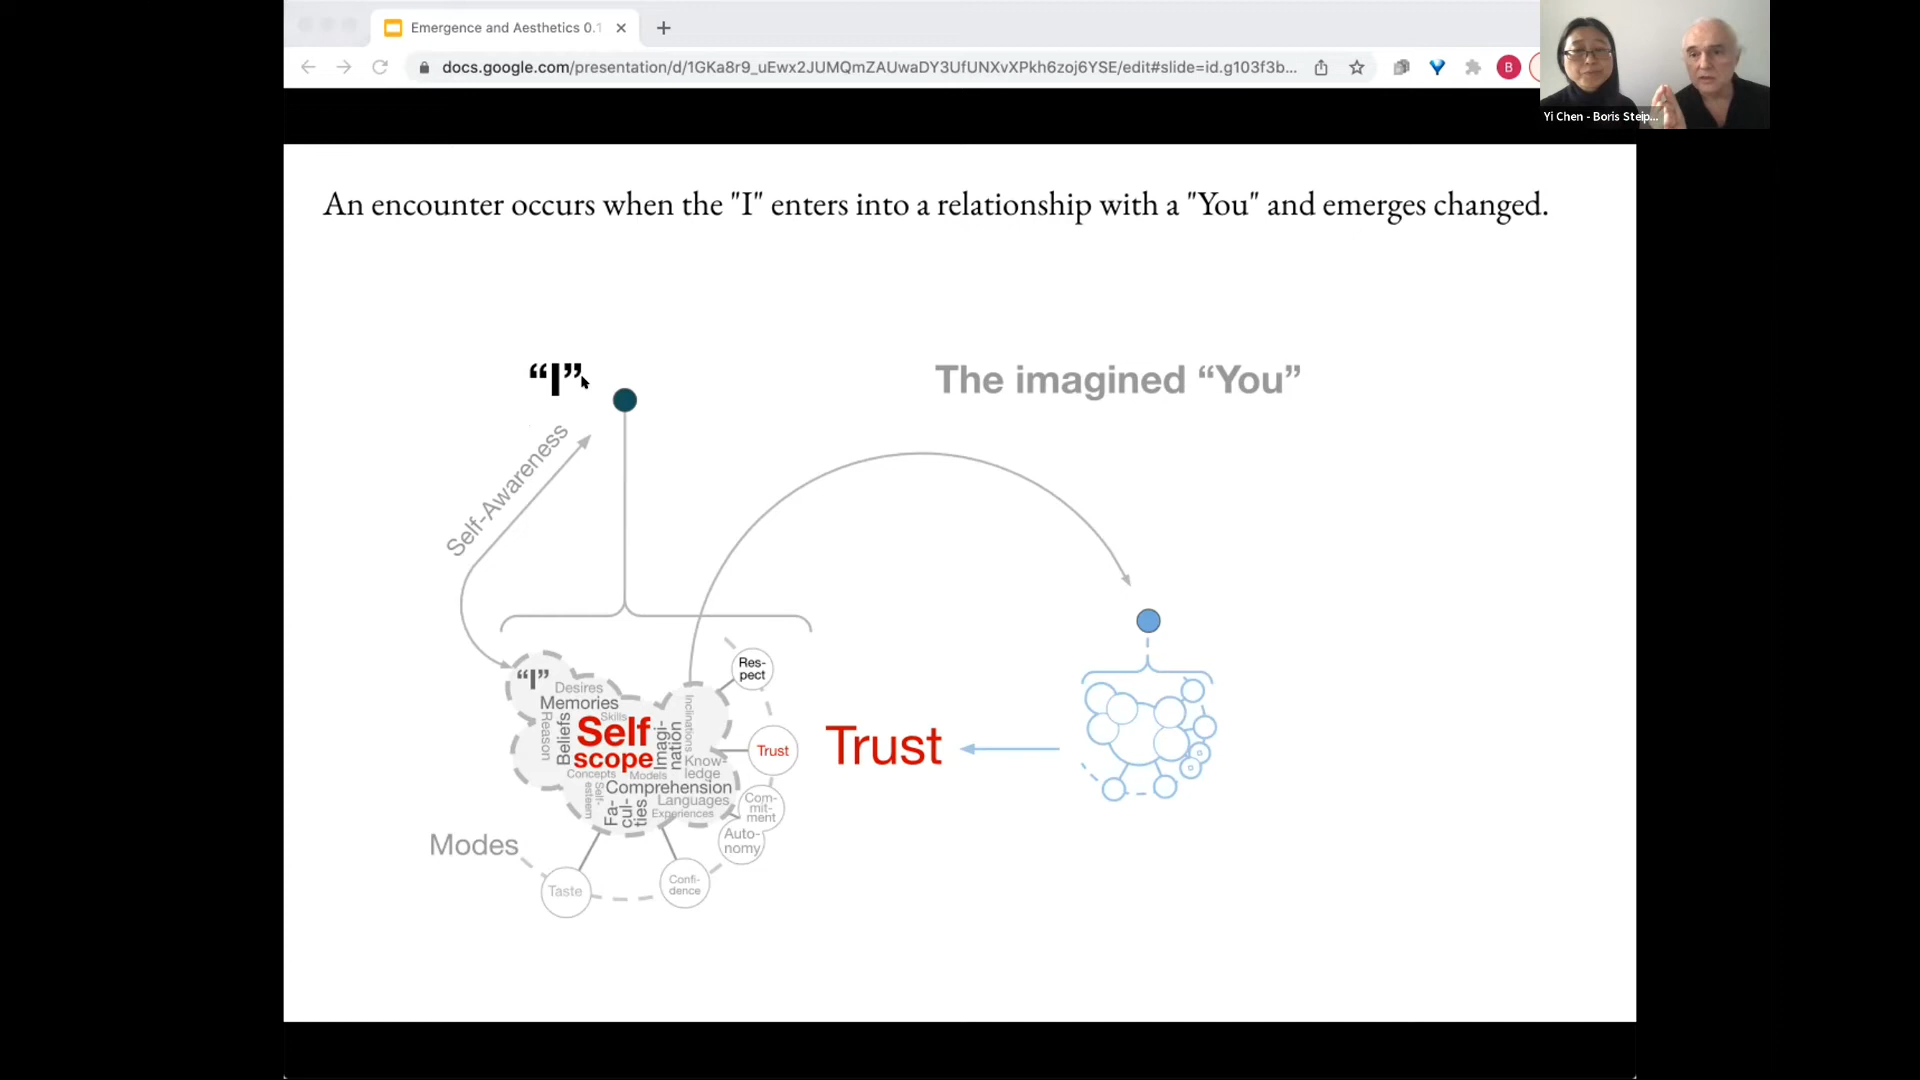 Emergence and Aesthetics 0.1
docs.google.com/presentation/d/1GKa8r9_uEwx2JUMQmZAUwaDY3UfUNXvXPkh6zoj6YSE/edit#slide=id.g103f3b...
B
Yi Chen - Boris Steip...
An encounter occurs when the "I" enters into a relationship with a "You" and emerges changed.
“I”
The imagined “You”
Self-Awareness
“I”
Desires
Memories
Skills
Reason
Beliefs
Self
scope
Imagi-
nation
Inclinations
Know-
ledge
Concepts
Models
Self-
esteem
Comprehension
Fa-
cul-
ties
Languages
Experiences
Res-
pect
Trust
Com-
mit-
ment
Auto-
nomy
Confi-
dence
Taste
Modes
Trust